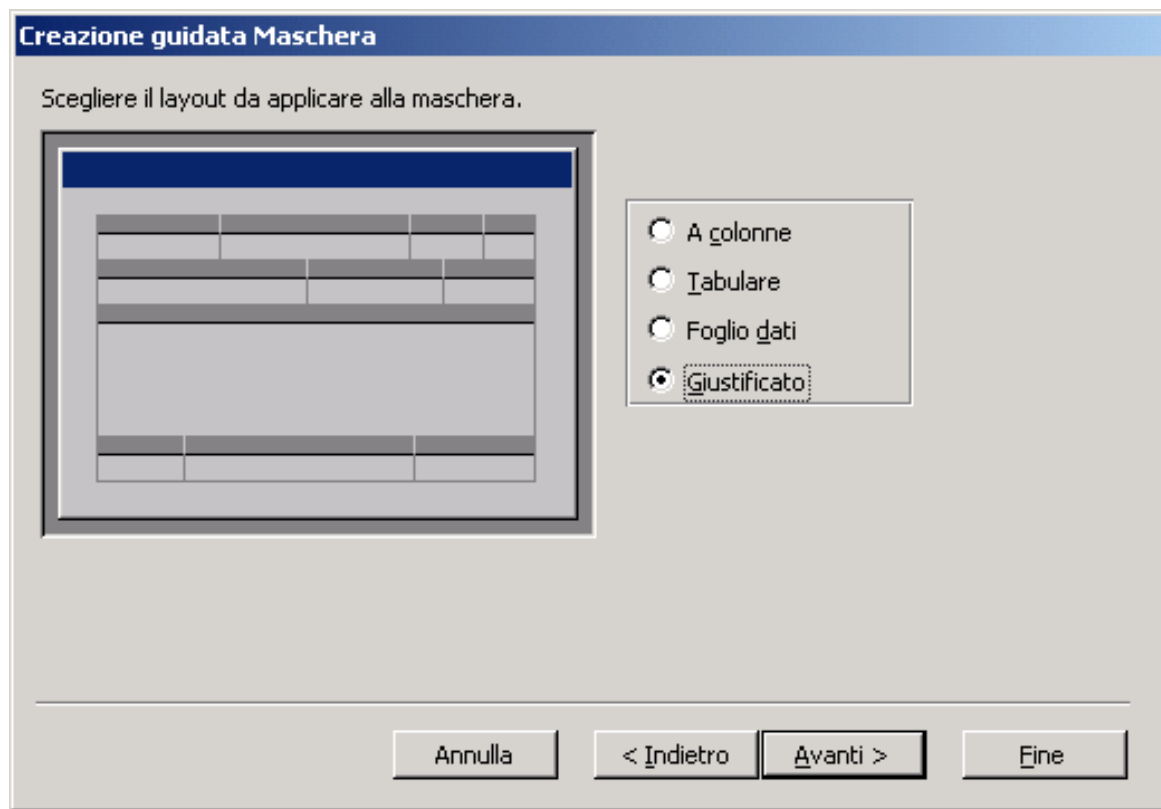 Creazione guidata Maschera
Scegliere il layout da applicare alla maschera.
A colonne
Tabulare
Foglio dati
Giustificato
Annulla
< Indietro
Avanti >
Fine